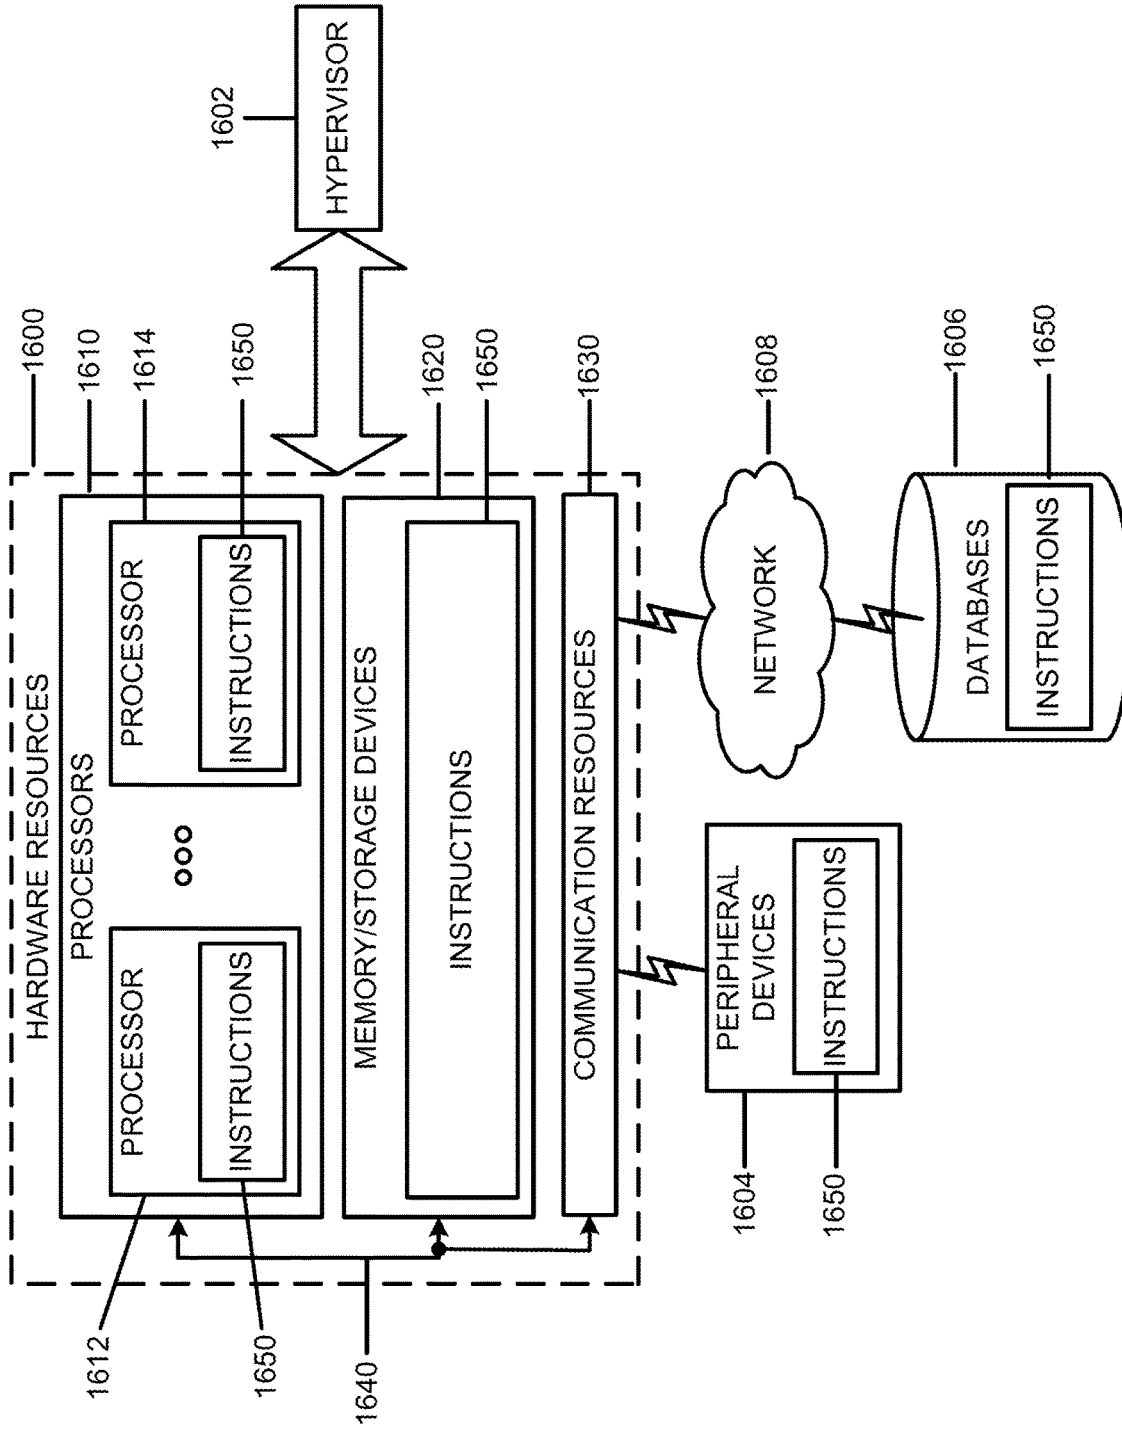 HARDWARE RESOURCES
1600
PROCESSORS
1610
PROCESSOR
1612
INSTRUCTIONS
1650
PROCESSOR
1614
INSTRUCTIONS
1650
1602
HYPERVISOR
MEMORY/STORAGE DEVICES
1620
INSTRUCTIONS
1650
1640
COMMUNICATION RESOURCES
1630
PERIPHERAL
DEVICES
1604
INSTRUCTIONS
1650
NETWORK
1608
DATABASES
1606
INSTRUCTIONS
1650